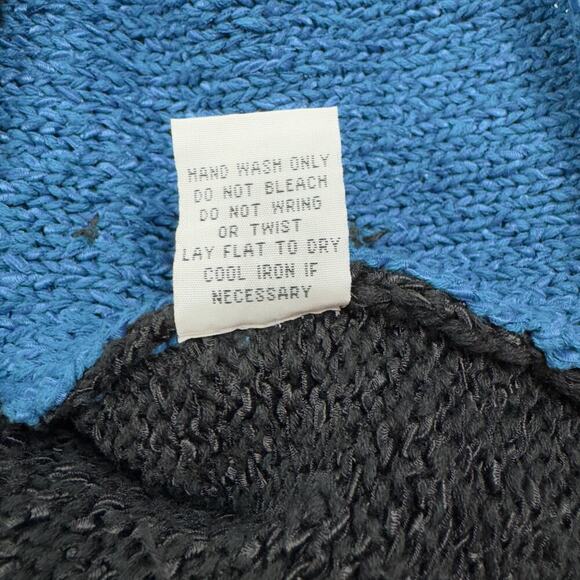 HAND WASH ONLY
DO NOT BLEACH
DO NOT WRING
OR TWIST
LAY FLAT TO DRY
COOL IRON IF
NECESSARY